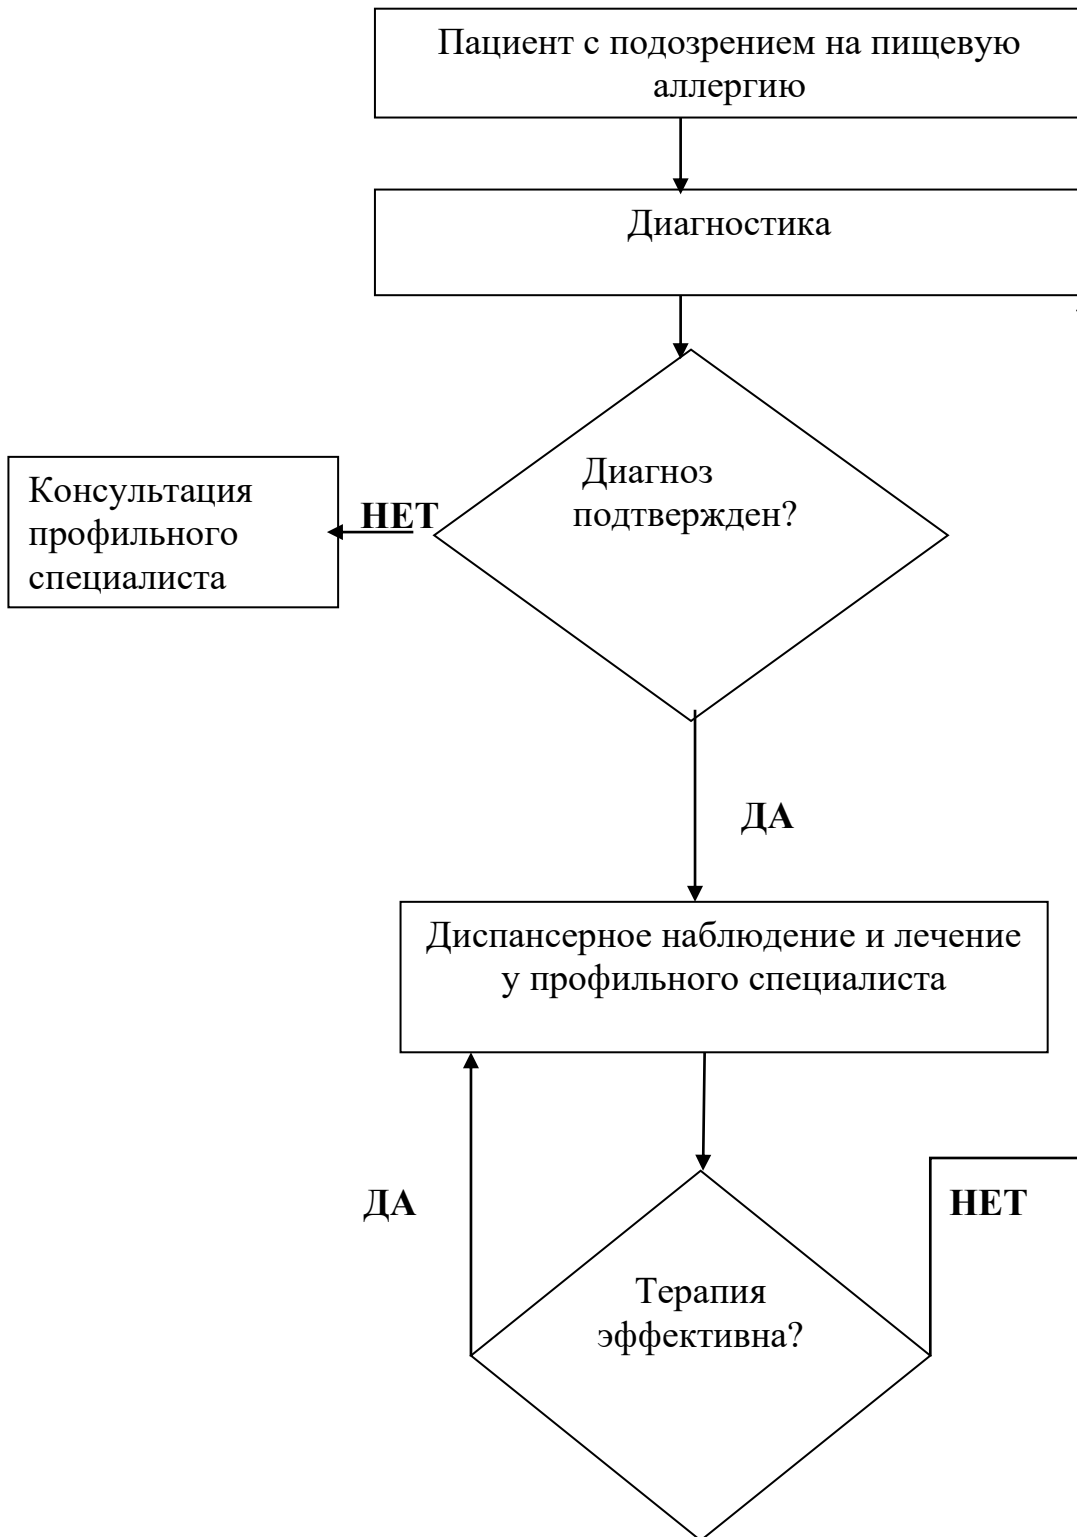 Пациент с подозрением на пищевую
аллергию
Диагностика
Диагноз
подтвержден?
НЕТ
Консультация
профильного
специалиста
ДА
Диспансерное наблюдение и лечение
у профильного специалиста
ДА
НЕТ
Терапия
эффективна?